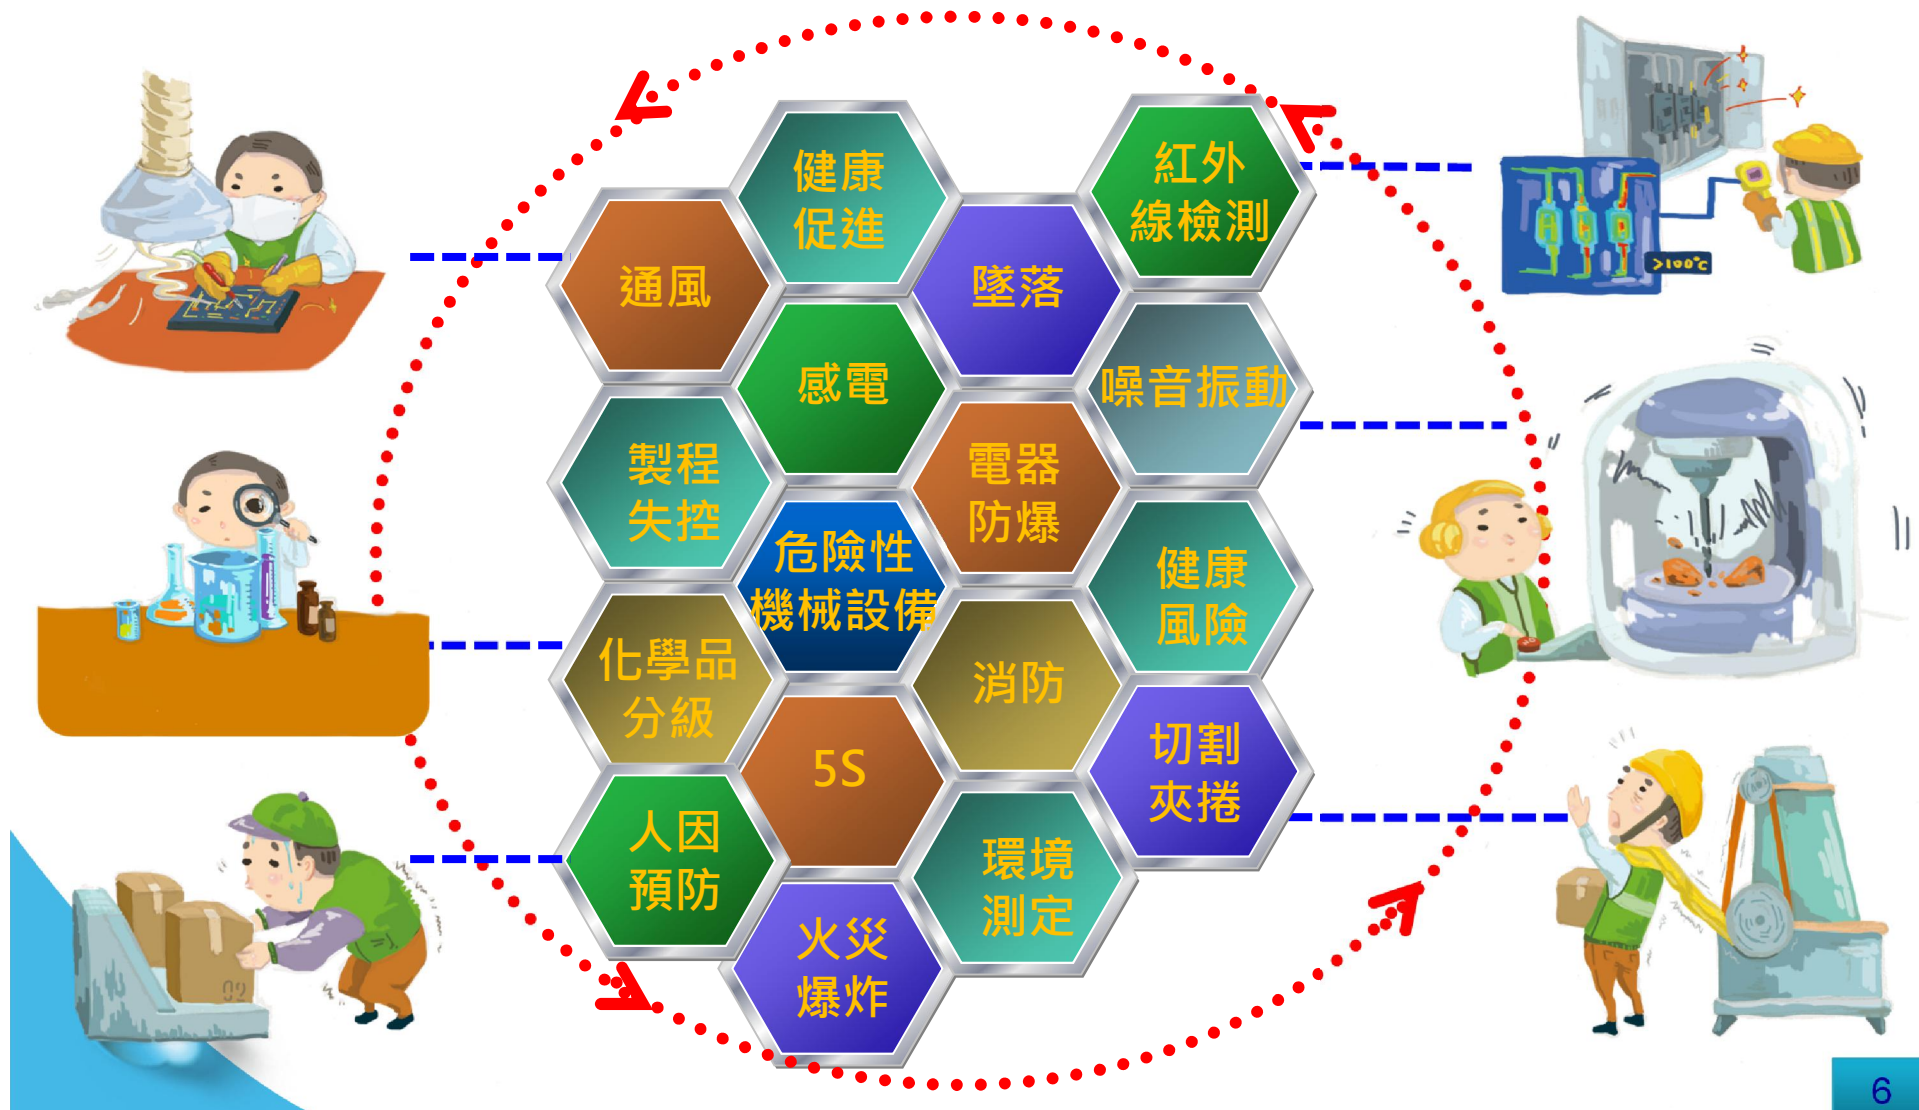 健康
促進
紅外
線檢測
通風
墜落
>100°C
感電
噪音振動
製程
失控
電器
防爆
危險性
機械設備
健康
風險
化學品
分級
消防
5S
切割
夾捲
人因
預防
環境
測定
火災
爆炸
6